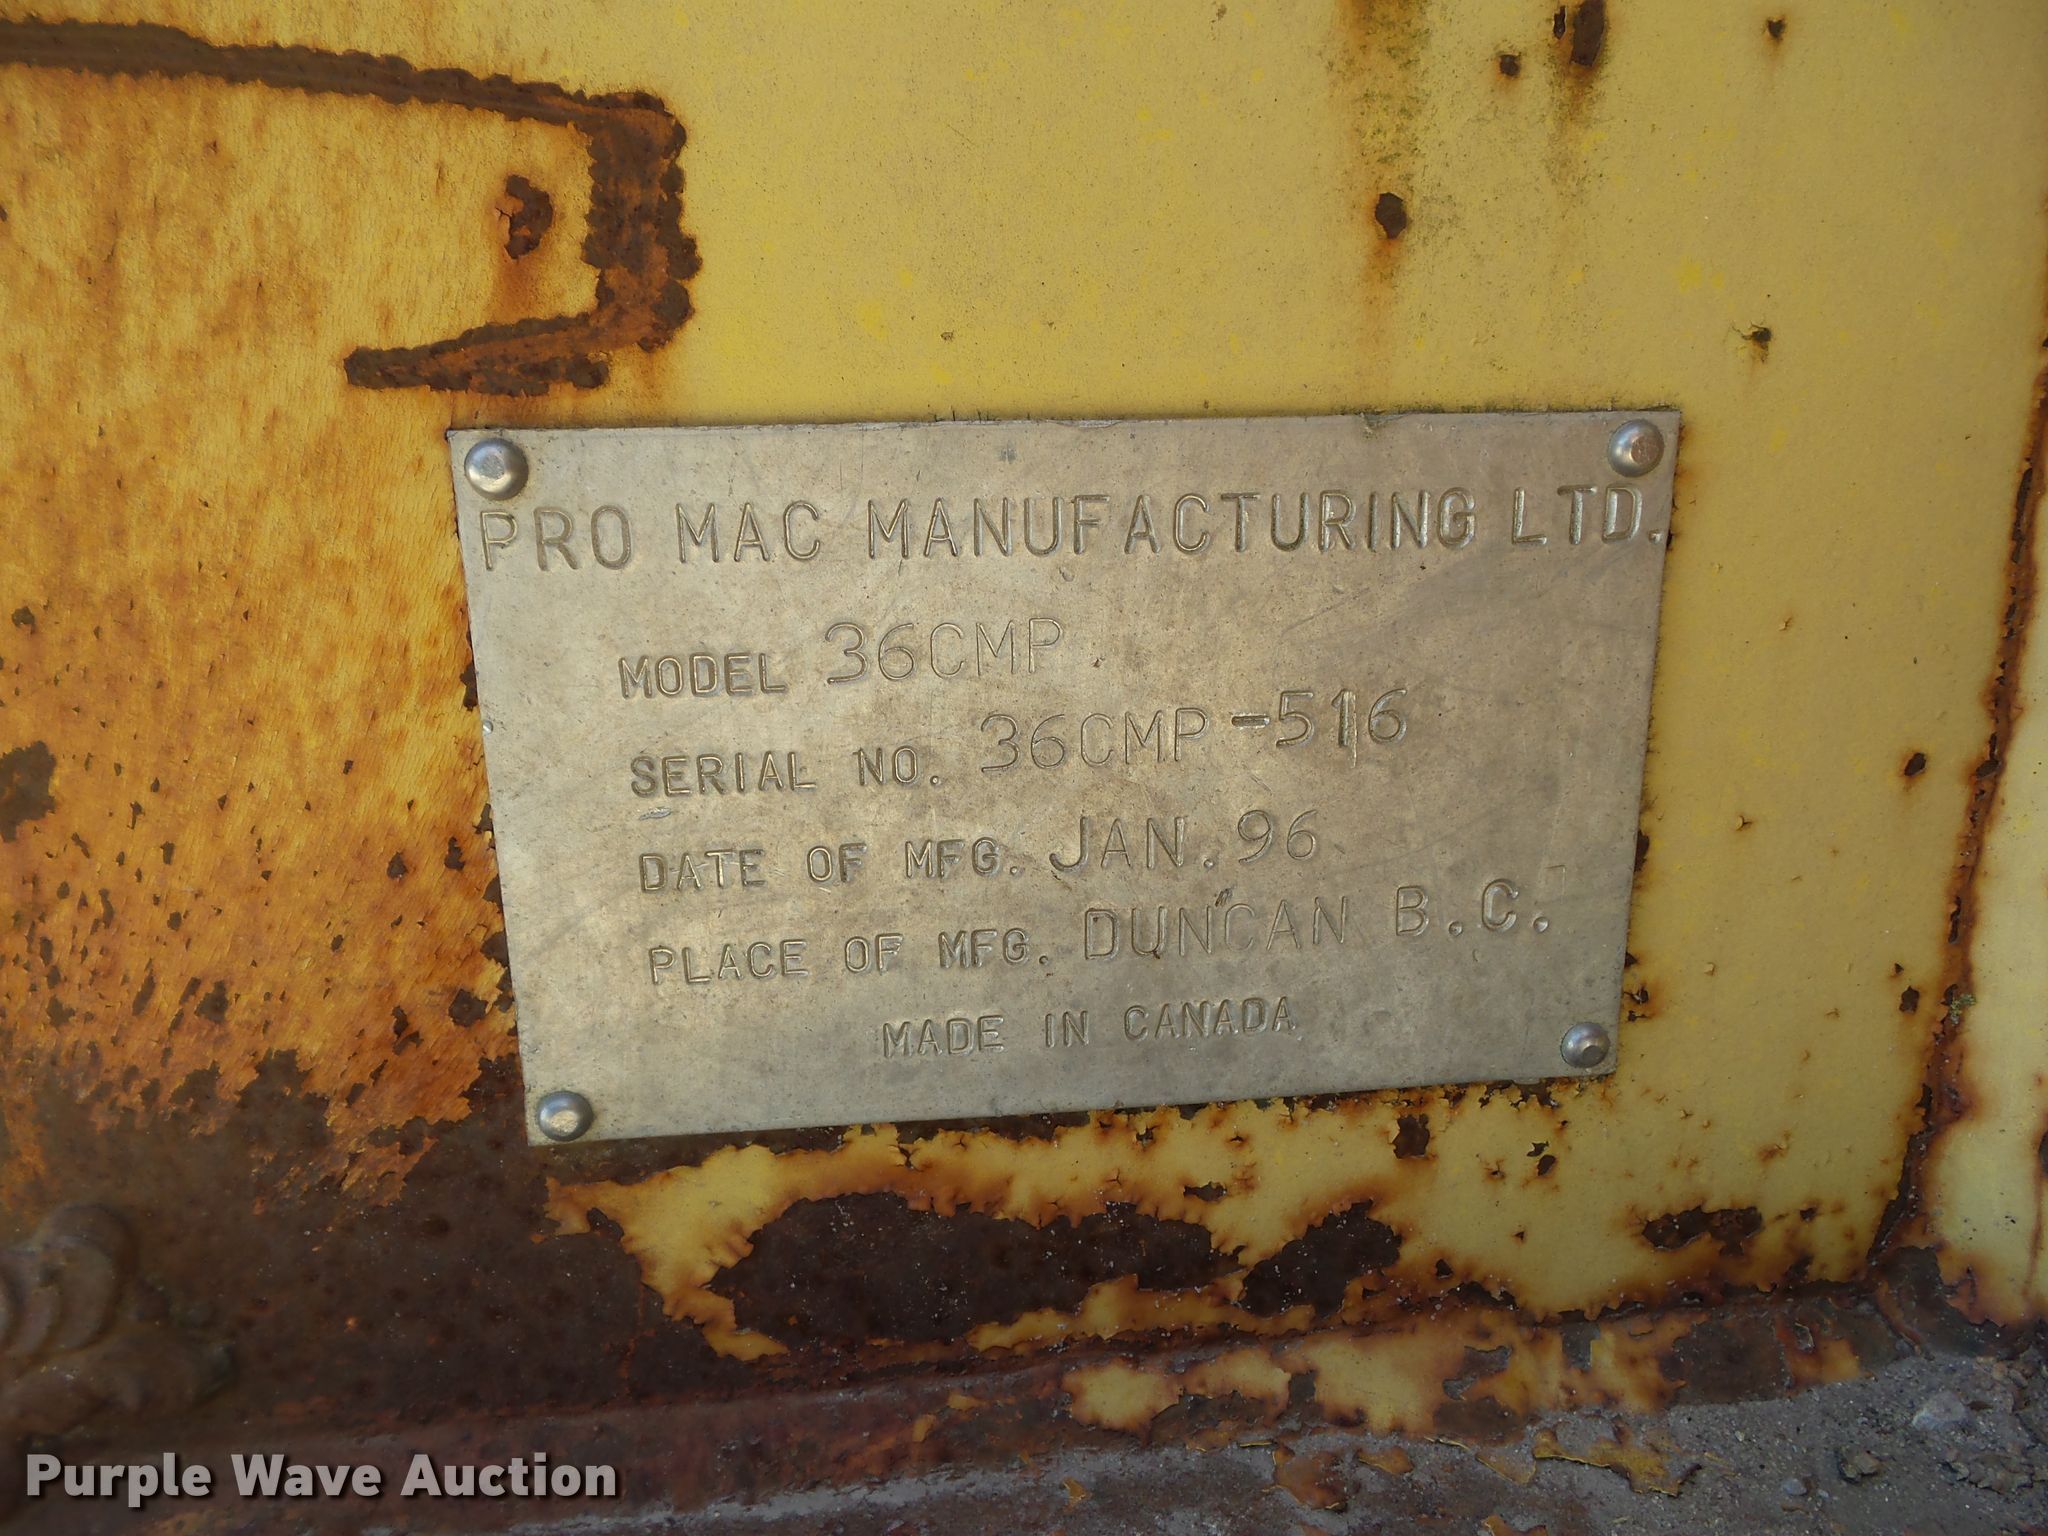 PRO MAC MANUFACTURING LTD.
MODEL 36CMP
SERIAL NO. 36CMP-516
DATE OF MFG. JAN. 96
PLACE OF MFG. DUNCAN B.C.
MADE IN CANADA
Purple Wave Auction